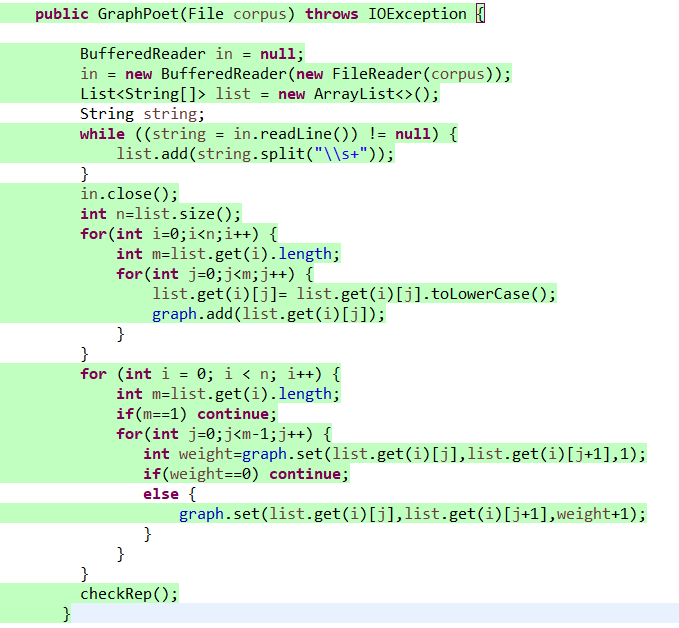 public GraphPoet(File corpus) throws IOException {
BufferedReader in = null;
in = new BufferedReader(new FileReader(corpus));
List<String[]> list = new ArrayList<>();
String string;
while ((string = in.readLine()) != null) {
list.add(string.split("\\s+"));
}
in.close();
int n=list.size();
for(int i=0;i<n;i++) {
int m=list.get(i).length;
for(int j=0;j<m;j++) {
list.get(i)[j]= list.get(i)[j].toLowerCase();
graph.add(list.get(i)[j]);
}
}
for (int i = 0; i < n; i++) {
int m=list.get(i).length;
if(m==1) continue;
for(int j=0;j<m-1;j++) {
int weight=graph.set(list.get(i)[j],list.get(i)[j+1],1);
if(weight==0) continue;
else {
graph.set(list.get(i)[j],list.get(i)[j+1],weight+1);
}
}
}
checkRep();
}